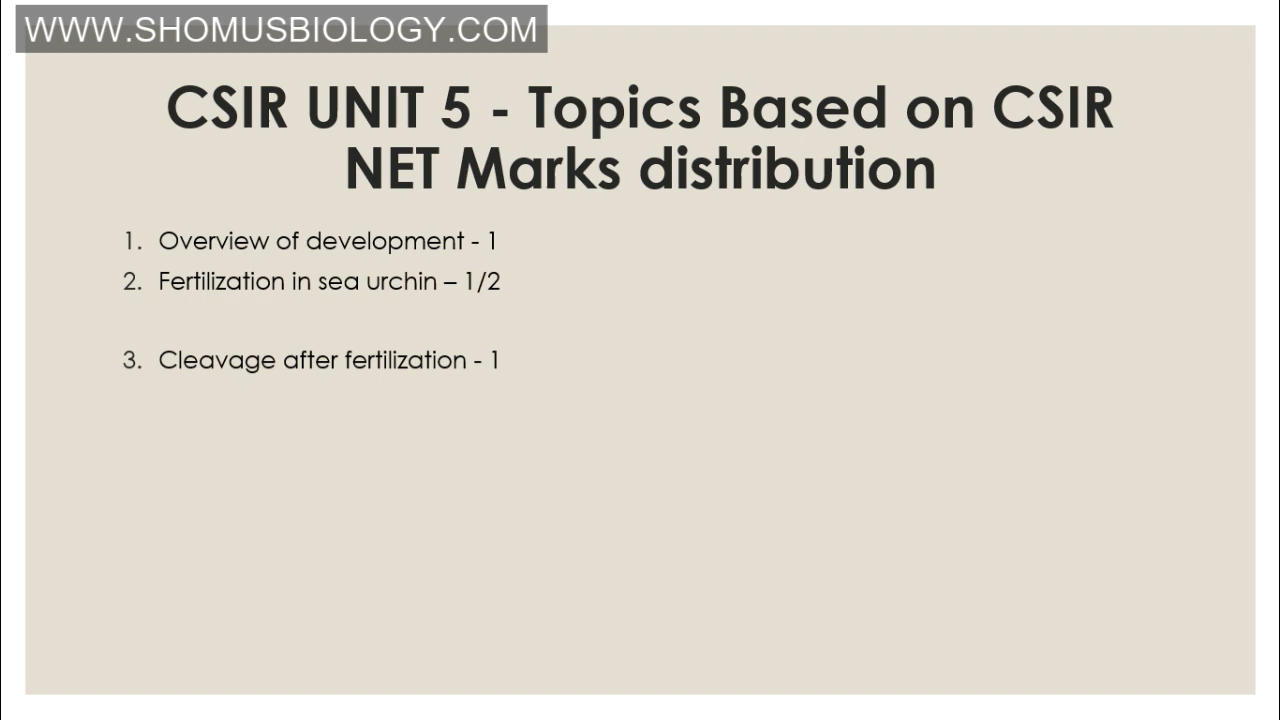 WWW.SHOMUSBIOLOGY.COM
CSIR UNIT 5 - Topics Based on CSIR
NET Marks distribution
1. Overview of development - 1
2. Fertilization in sea urchin – 1/2
3. Cleavage after fertilization - 1